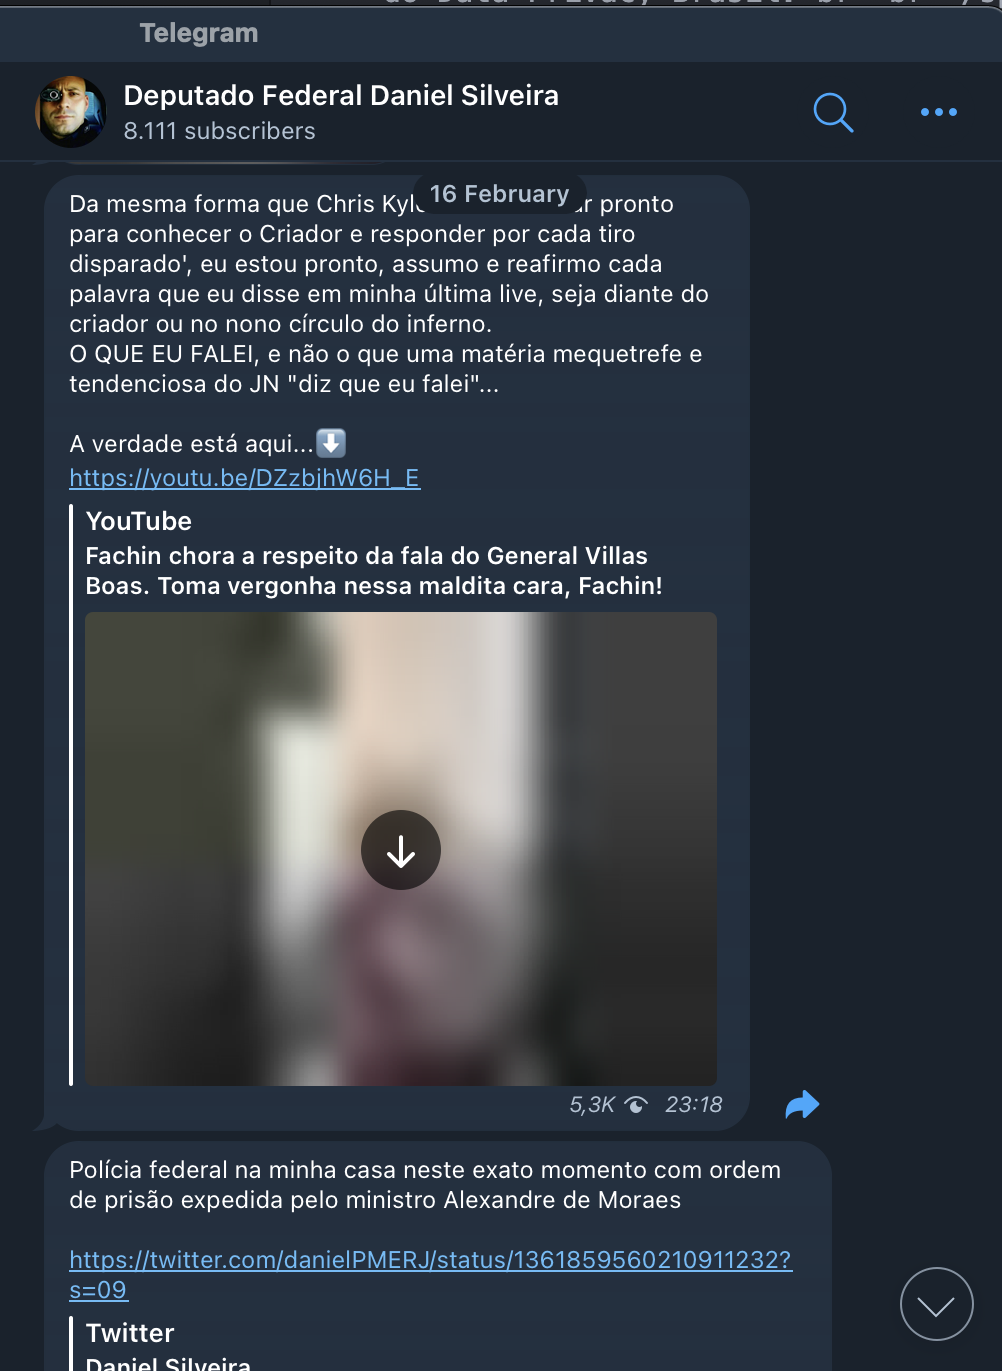 Telegram
Deputado Federal Daniel Silveira
8.111 subscribers
16 February
Da mesma forma que Chris pronto
para conhecer o Criador e responder por cada tiro
disparado', eu estou pronto, assumo e reafirmo cada
palavra que eu disse em minha última live, seja diante do
criador ou no nono círculo do inferno.
O QUE EU FALEI, e não o que uma matéria mequetrefe e
tendenciosa do JN "diz que eu falei"...
A verdade está aqui...⬇️
https://youtu.be/DZzbjhW6H_E
YouTube
Fachin chora a respeito da fala do General Villas
Boas. Toma vergonha nessa maldita cara, Fachin!
5,3K 23:18
Polícia federal na minha casa neste exato momento com ordem
de prisão expedida pelo ministro Alexandre de Moraes
https://twitter.com/danielPMERJ/status/1361859560210911232?
s=09
Twitter
Daniel Silveira